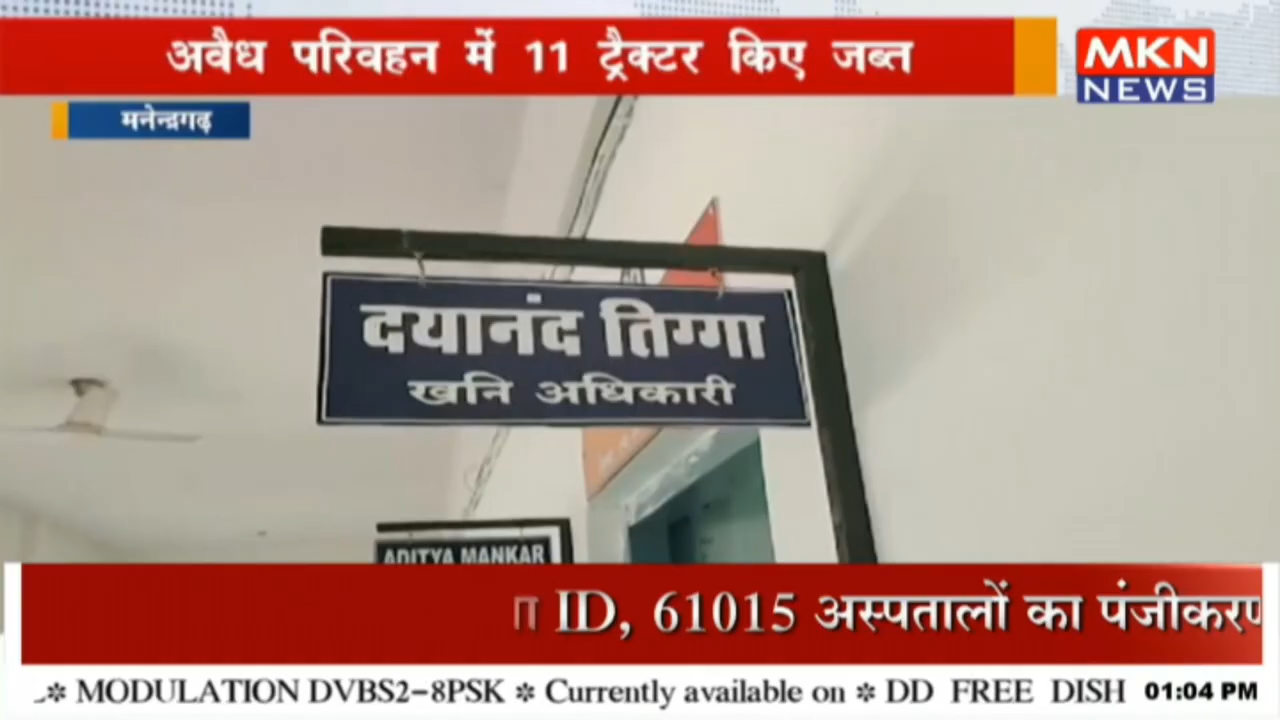 अवैध परिवहन में 11 ट्रैक्टर किए जब्त
MKN
NEWS
मनेन्द्रगढ़
दयानंद तिग्गा
खनि अधिकारी
ADITYA MANKAR
ID, 61015 अस्पतालों का पंजीकरण
* MODULATION DVBS2-8PSK * Currently available on * DD FREE DISH 01:04 PM